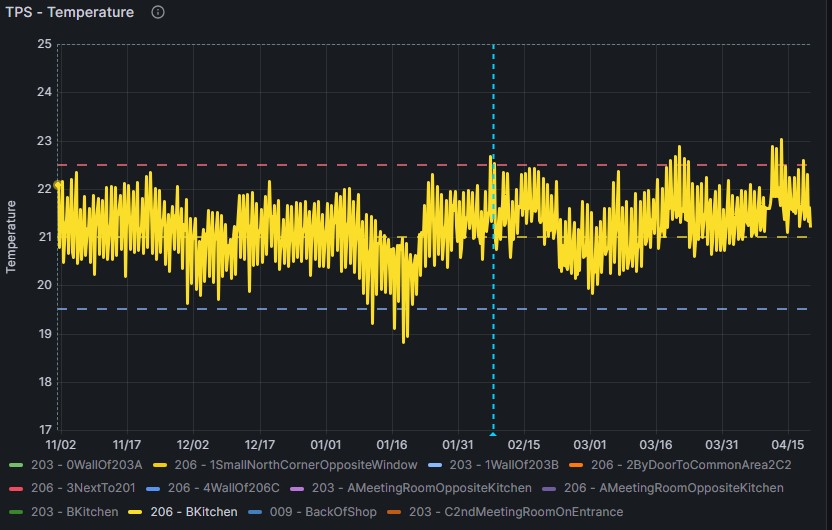 TPS - Temperature
25
24
23
22
21
20
19
18
17
Temperature
11/02 11/17 12/02 12/17 01/01 01/16 01/31 02/15 03/01 03/16 03/31 04/15
203 - 0WallOf203A 206 - 1SmallNorthCornerOppositeWindow 203 - 1WallOf203B 206 - 2ByDoorToCommonArea2C2
206 - 3NextTo201 206 - 4WallOf206C 203 - AMeetingRoomOppositeKitchen 206 - AMeetingRoomOppositeKitchen
203 - BKitchen 206 - BKitchen 009 - BackOfShop 203 - C2ndMeetingRoomOnEntrance